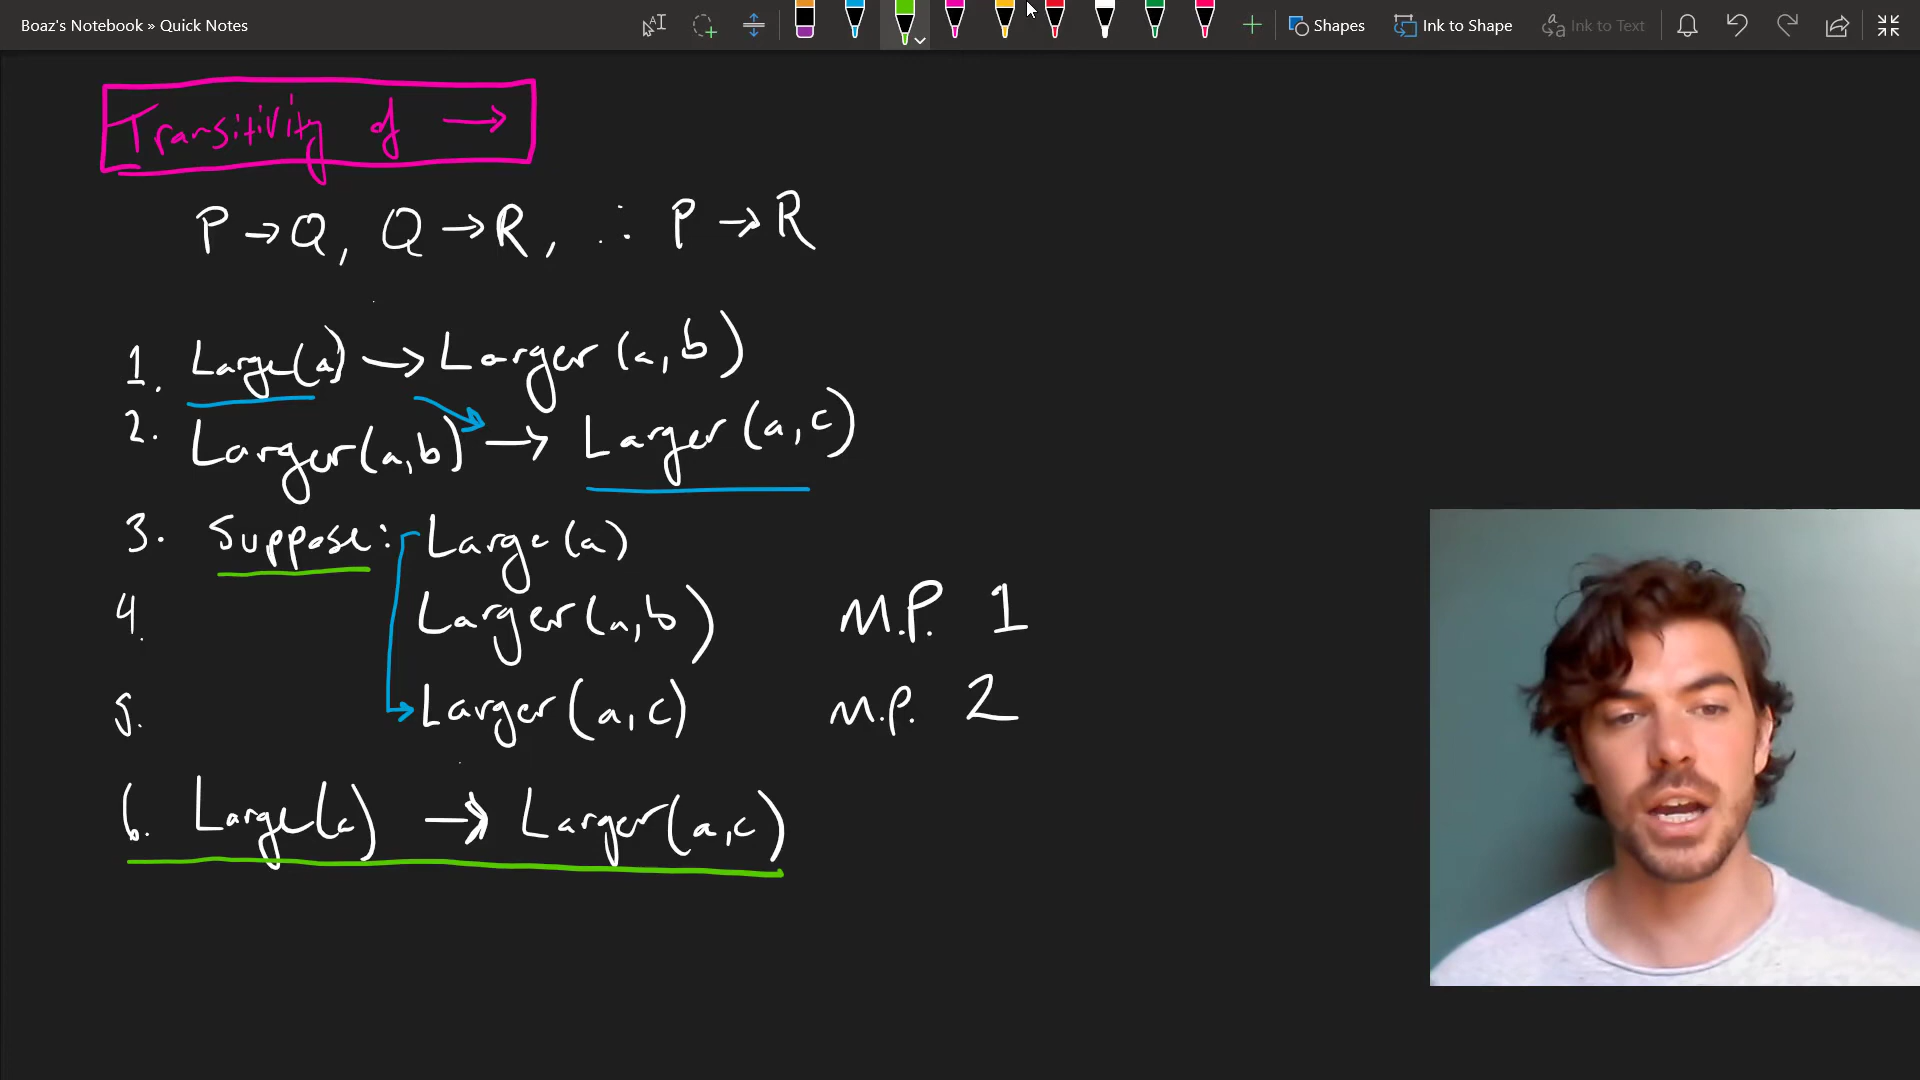 Boaz's Notebook » Quick Notes
Shapes
Ink to Shape
Ink to Text
Transitivity of →
P → Q, Q → R, ∴ P → R
1. Large(a) → Larger(a,b)
2. Larger(a,b) → Larger(a,c)
3. Suppose: Large(a)
4. Larger(a,b) M.P. 1
5. Larger(a,c) M.P. 2
6. Large(a) → Larger(a,c)